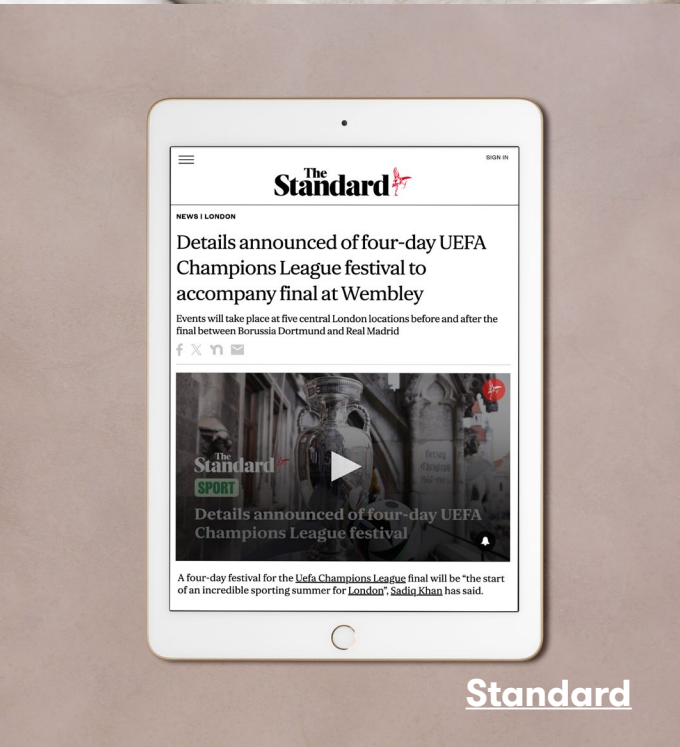 SIGN IN
The
Standard
NEWS | LONDON
Details announced of four-day UEFA
Champions League festival to
accompany final at Wembley
Events will take place at five central London locations before and after the
final between Borussia Dortmund and Real Madrid
The
Standard
SPORT
Details announced of four-day UEFA
Champions League festival
A four-day festival for the Uefa Champions League final will be “the start
of an incredible sporting summer for London”, Sadiq Khan has said.
Standard